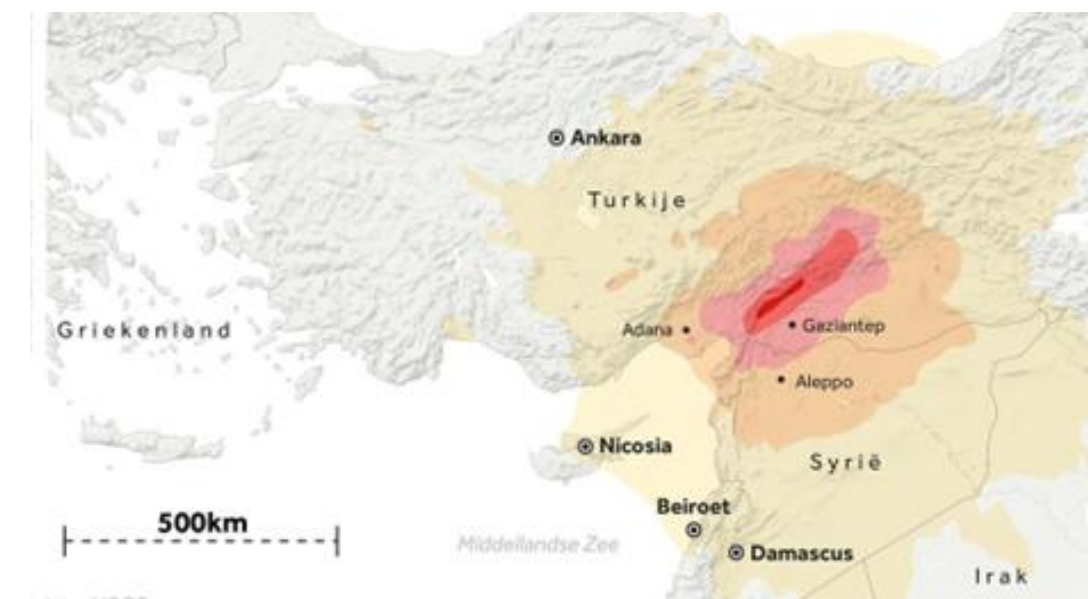 Ankara
Turkije
Griekenland
Adana
Gaziantep
Aleppo
Nicosia
Syrië
Beiroet
500km
Middellandse Zee
Damascus
Irak